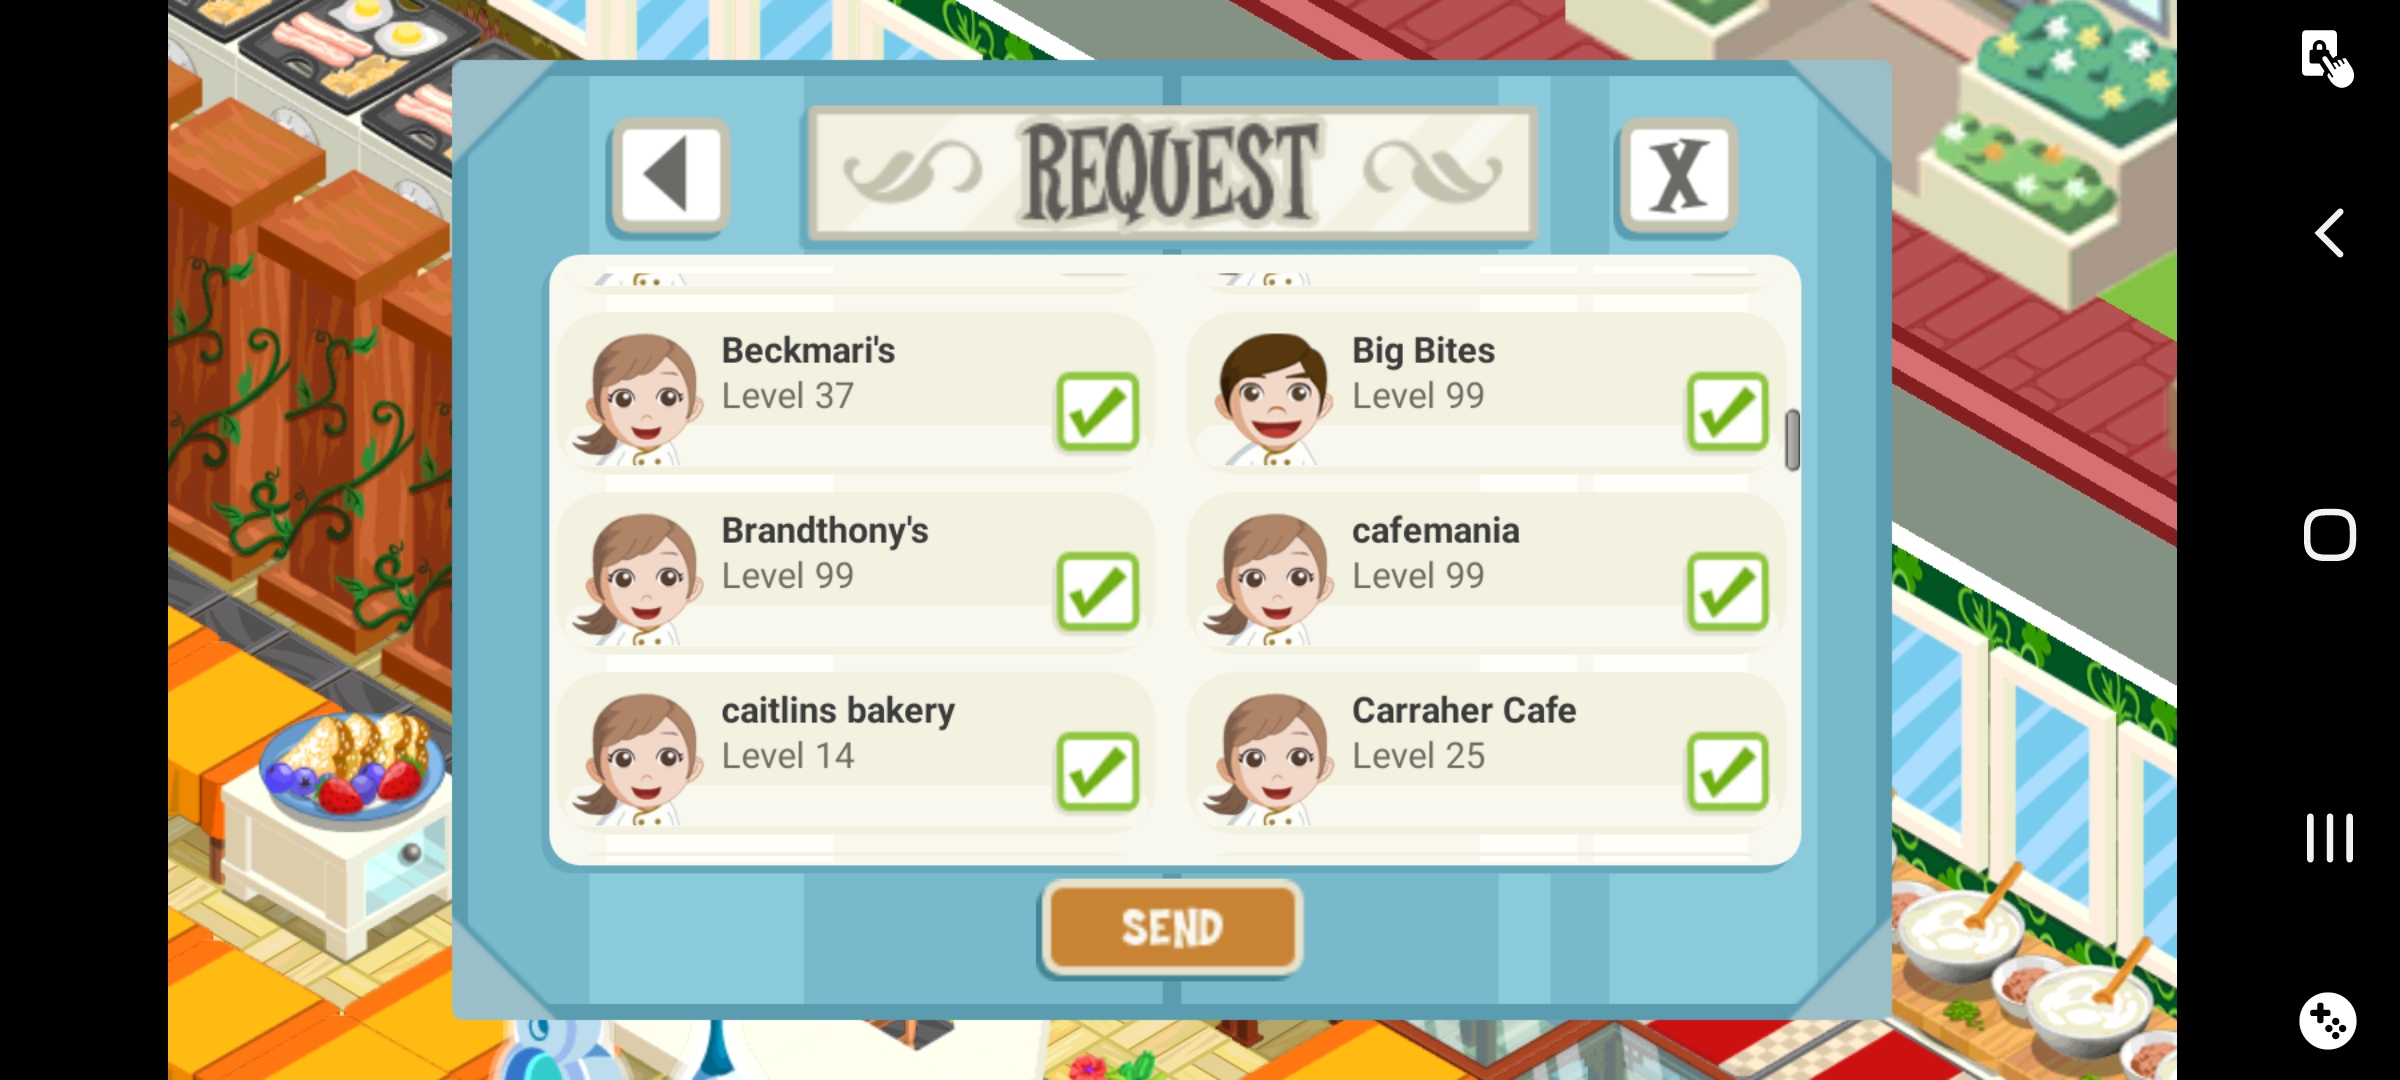 REQUEST
X
Beckmari's
Level 37
Big Bites
Level 99
Brandthony's
Level 99
cafemania
Level 99
caitlins bakery
Level 14
Carraher Cafe
Level 25
SEND